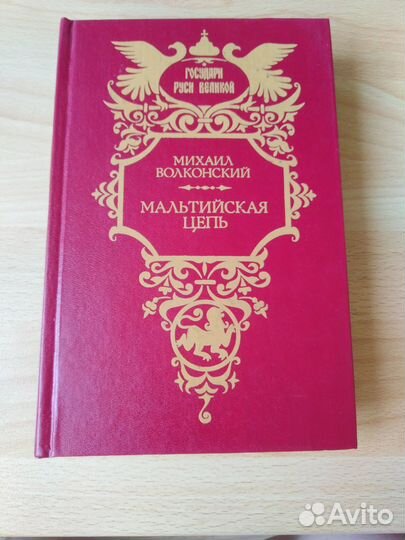 ГОСУДАРИ
РУСИ ВЕЛИКОЙ
МИХАИЛ
ВОЛКОНСКИЙ
МАЛЬТИЙСКАЯ
ЦЕПЬ
Avito